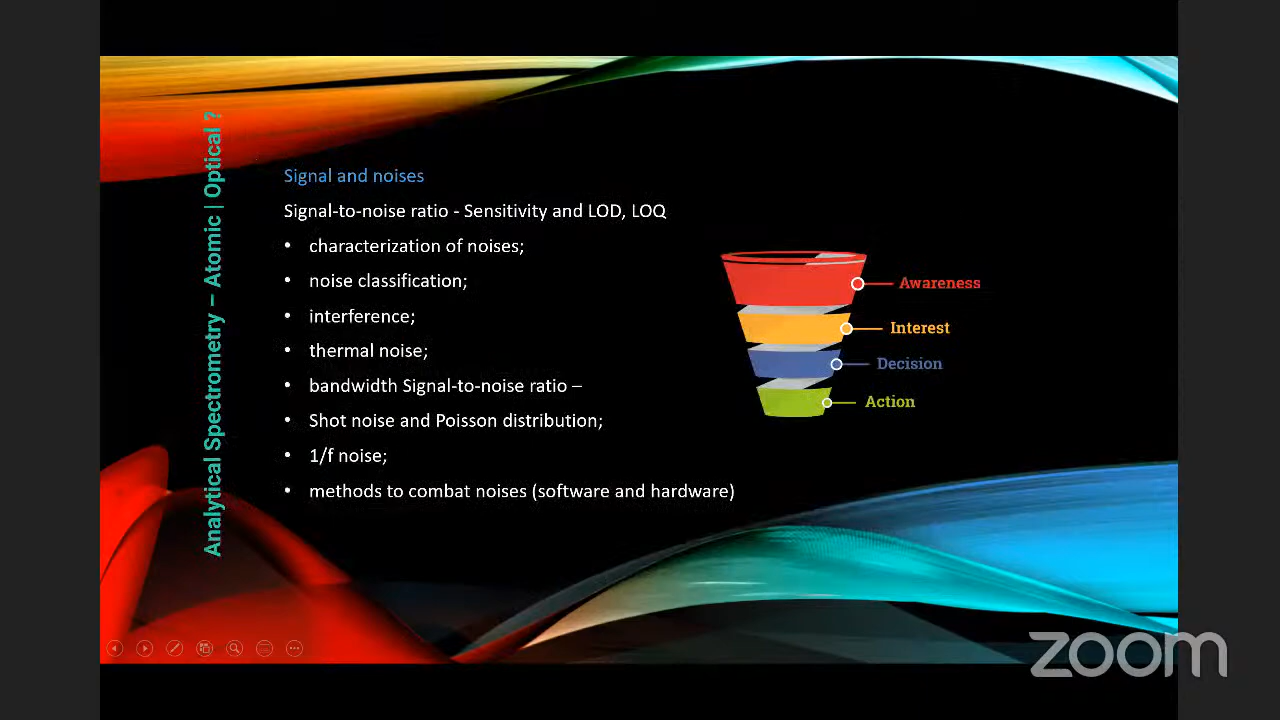 Analytical Spectrometry – Atomic | Optical ?
Signal and noises
Signal-to-noise ratio - Sensitivity and LOD, LOQ
• characterization of noises;
• noise classification;
• interference;
• thermal noise;
• bandwidth Signal-to-noise ratio –
• Shot noise and Poisson distribution;
• 1/f noise;
• methods to combat noises (software and hardware)
Awareness
Interest
Decision
Action
zoom